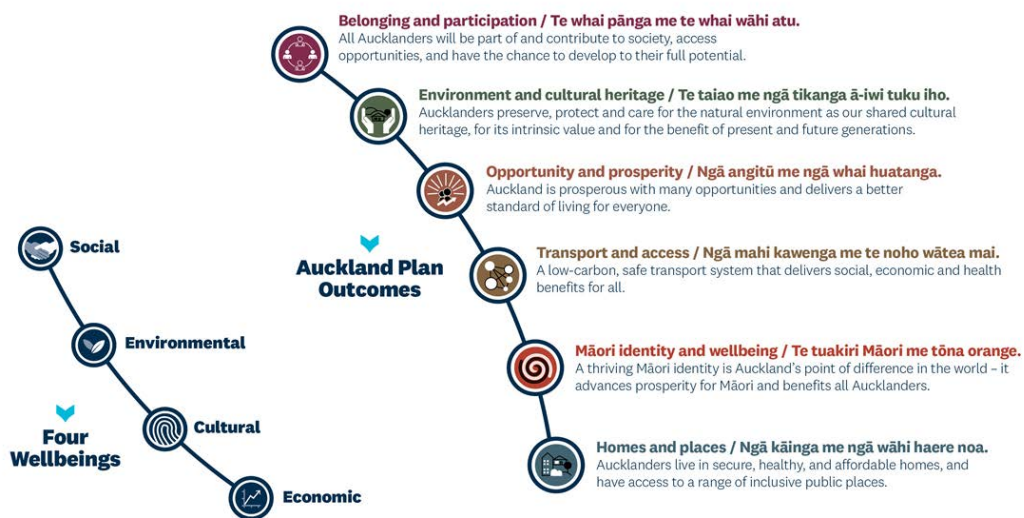 Belonging and participation / Te whai pānga me te whai wāhi atu.
All Aucklanders will be part of and contribute to society, access
opportunities, and have the chance to develop to their full potential.
Environment and cultural heritage / Te taiao me ngā tikanga ā-iwi tuku iho.
Aucklanders preserve, protect and care for the natural environment as our shared cultural
heritage, for its intrinsic value and for the benefit of present and future generations.
Opportunity and prosperity / Ngā angitū me ngā whai huatanga.
Auckland is prosperous with many opportunities and delivers a better
standard of living for everyone.
Transport and access / Ngā mahi kawenga me te noho wātea mai.
A low-carbon, safe transport system that delivers social, economic and health
benefits for all.
Māori identity and wellbeing / Te tuakiri Māori me tōna orange.
A thriving Māori identity is Auckland's point of difference in the world – it
advances prosperity for Māori and benefits all Aucklanders.
Homes and places / Ngā kāinga me ngā wāhi haere noa.
Aucklanders live in secure, healthy, and affordable homes, and
have access to a range of inclusive public places.
Auckland Plan
Outcomes
Social
Environmental
Cultural
Economic
Four
Wellbeings